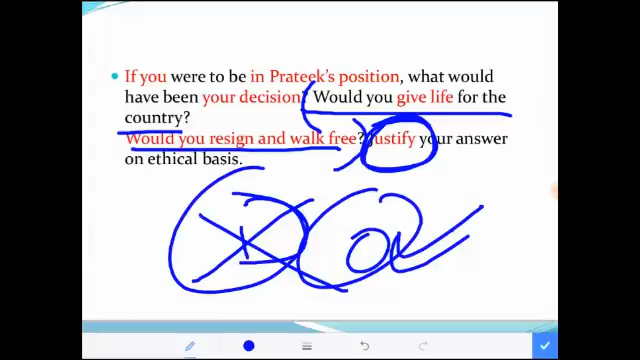 • If you were to be in Prateek's position, what would
have been your decision? Would you give life for the
country?
Would you resign and walk free? Justify your answer
on ethical basis.